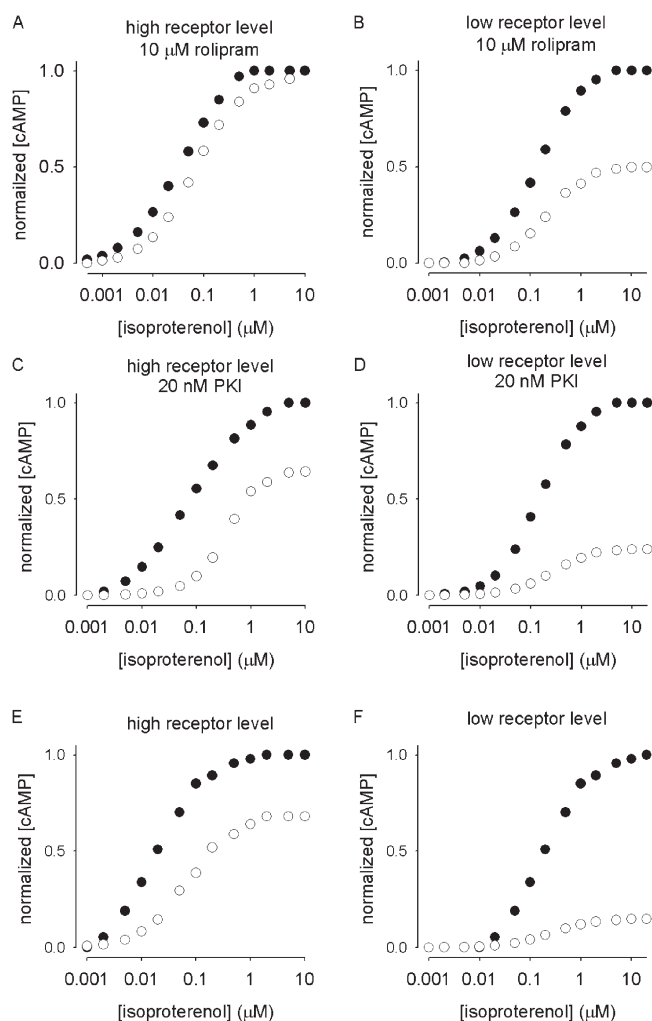 A
high receptor level
10 μM rolipram
normailzed [cAMP]
1.0
0.5
0.0
0.001 0.01 0.1 1 10
[isoproterenol] (μM)
B
low receptor level
10 μM rolipram
normalized [cAMP]
1.0
0.5
0.0
0.001 0.01 0.1 1 10
[isoproterenol] (μM)
C
high receptor level
20 nM PKI
normalized [cAMP]
1.0
0.5
0.0
0.001 0.01 0.1 1 10
[isoproterenol] (μM)
D
low receptor level
20 nM PKI
normalized [cAMP]
1.0
0.5
0.0
0.001 0.01 0.1 1 10
[isoproterenol] (μM)
E
high receptor level
normalized [cAMP]
1.0
0.5
0.0
0.001 0.01 0.1 1 10
[isoproterenol] (μM)
F
low receptor level
normalized [cAMP]
1.0
0.5
0.0
0.001 0.01 0.1 1 10
[isoproterenol] (μM)